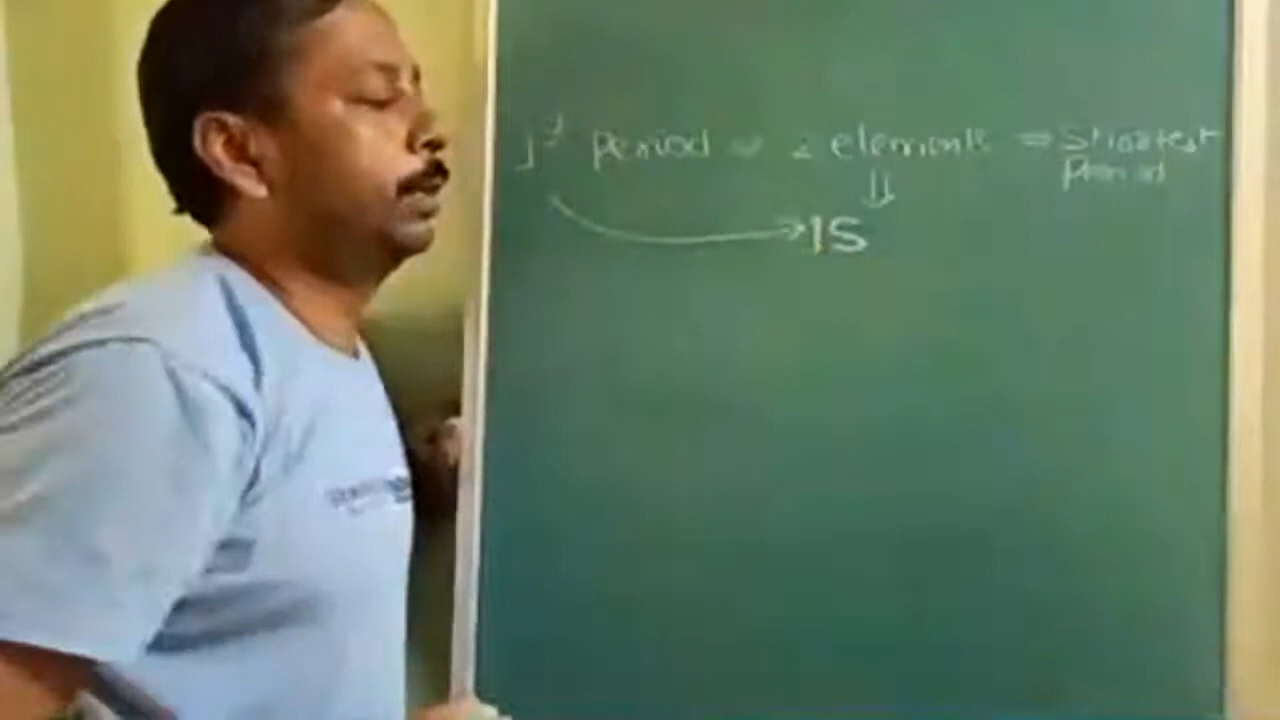 1st period → 2 elements ⇒ Shortest
Period
⇓
→ 1S